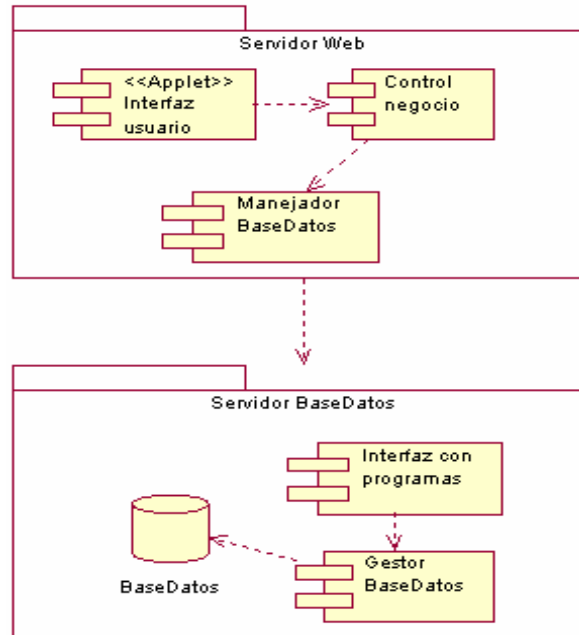 Servidor Web
<<Applet>>
Interfaz
usuario
Control
negocio
Manejador
BaseDatos
Servidor BaseDatos
Interfaz con
programas
BaseDatos
Gestor
BaseDatos